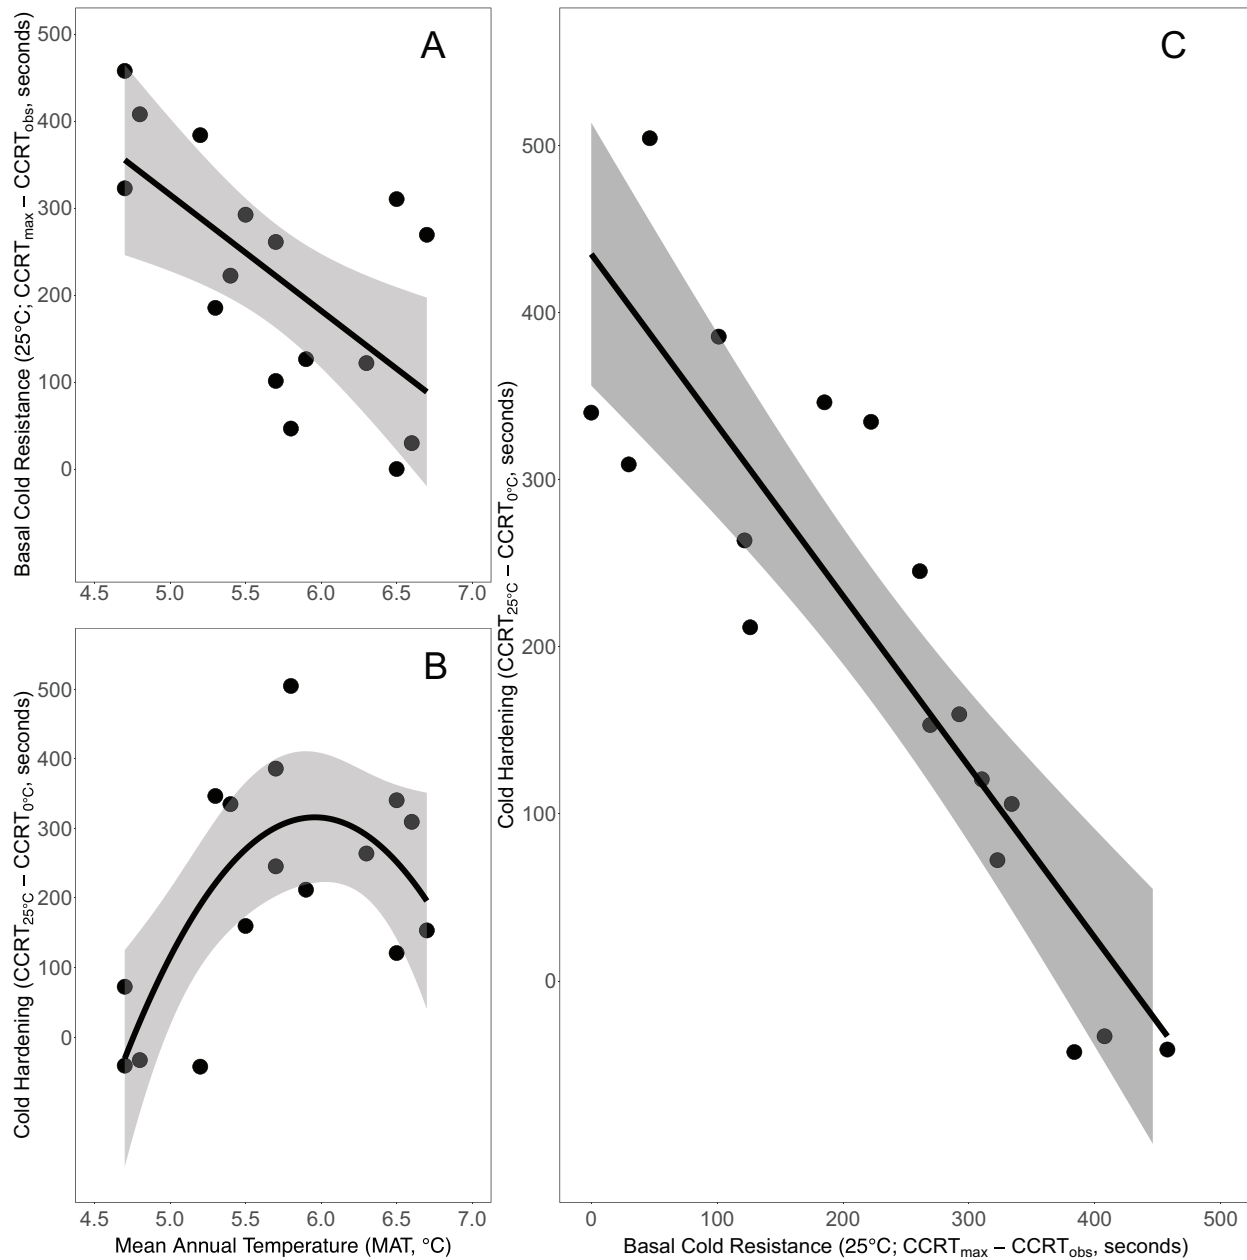 A
Basal Cold Resistance (25°C; CCRTmax – CCRTobs, seconds)
500
400
300
200
100
0
4.5 5.0 5.5 6.0 6.5 7.0
B
Cold Hardening (CCRT25°C – CCRT0°C, seconds)
500
400
300
200
100
0
4.5 5.0 5.5 6.0 6.5 7.0
Mean Annual Temperature (MAT, °C)
C
Cold Hardening (CCRT25°C – CCRT0°C, seconds)
500
400
300
200
100
0
0 100 200 300 400 500
Basal Cold Resistance (25°C; CCRTmax – CCRTobs, seconds)